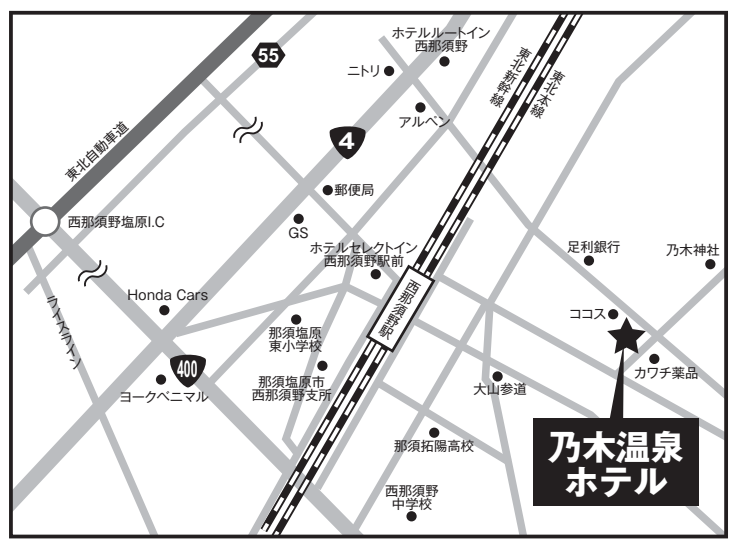 ホテルルートイン
西那須野
55
ニトリ
東北新幹線
東北本線
アルペン
4
東北自動車道
郵便局
西那須野塩原I.C
GS
ホテルセレクトイン
西那須野駅前
足利銀行
乃木神社
Honda Cars
ライスライン
西那須野駅
ココス
那須塩原
東小学校
400
カワチ薬品
ヨークベニマル
那須塩原市
西那須野支所
大山参道
那須拓陽高校
乃木温泉
ホテル
西那須野
中学校